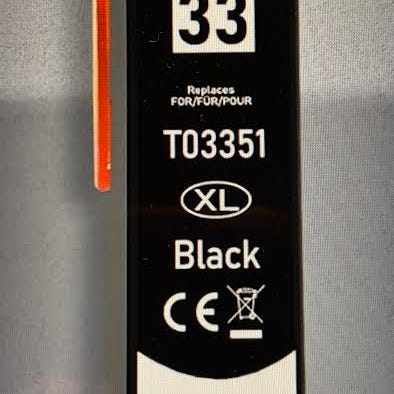 33
Replaces
FOR/FÜR/POUR
T03351
XL
Black
CE